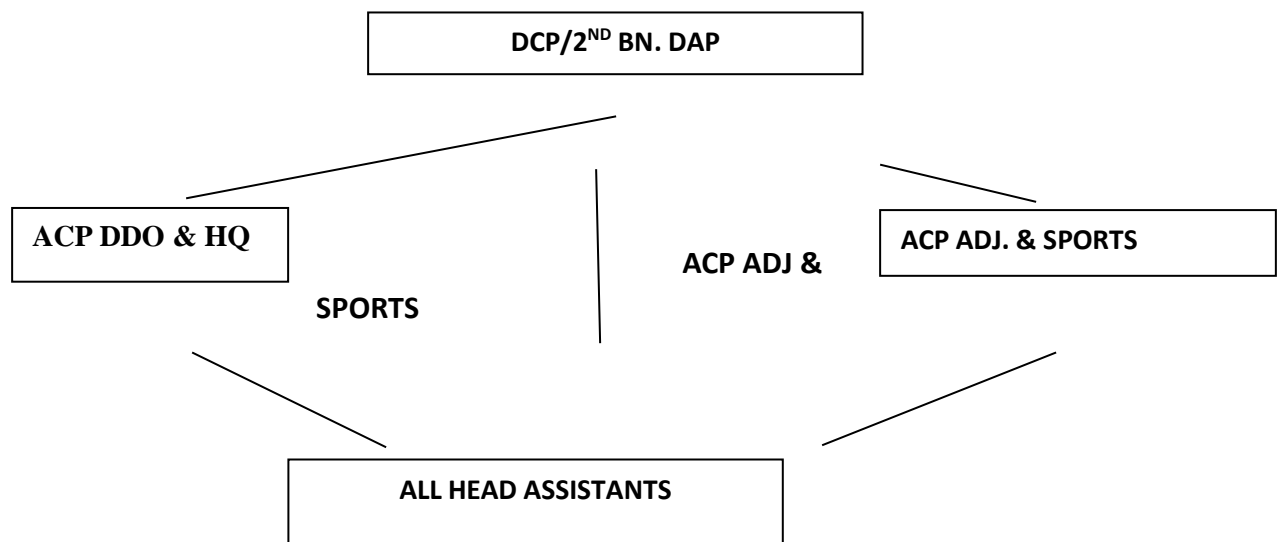 DCP/2ND BN. DAP
ACP DDO & HQ
ACP ADJ. & SPORTS
ACP ADJ &
SPORTS
ALL HEAD ASSISTANTS